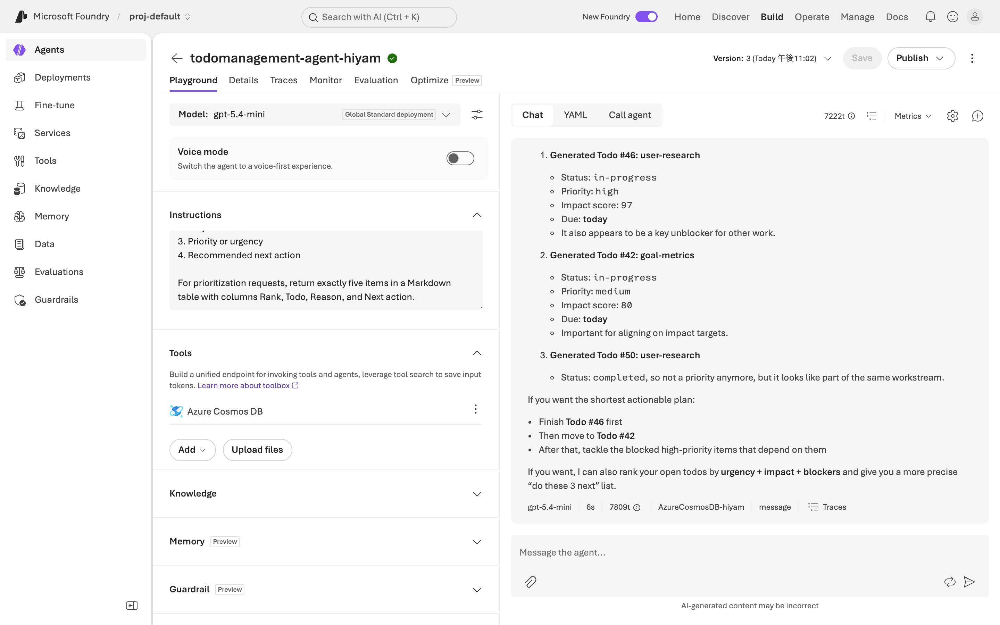 Microsoft Foundry / proj-default
Search with AI (Ctrl + K)
New Foundry
Home Discover Build Operate Manage Docs
Agents
Deployments
Fine-tune
Services
Tools
Knowledge
Memory
Data
Evaluations
Guardrails
todomanagement-agent-hiyam
Version: 3 (Today 午後11:02)
Save
Publish
Playground Details Traces Monitor Evaluation Optimize Preview
Model: gpt-5.4-mini Global Standard deployment
Voice mode
Switch the agent to a voice-first experience.
Instructions
3. Priority or urgency
4. Recommended next action
For prioritization requests, return exactly five items in a Markdown
table with columns Rank, Todo, Reason, and Next action.
Tools
Build a unified endpoint for invoking tools and agents, leverage tool search to save input
tokens. Learn more about toolbox
Azure Cosmos DB
Add Upload files
Knowledge
Memory Preview
Guardrail Preview
Chat YAML Call agent
7222t Metrics
1. Generated Todo #46: user-research
Status: in-progress
Priority: high
Impact score: 97
Due: today
It also appears to be a key unblocker for other work.
2. Generated Todo #42: goal-metrics
Status: in-progress
Priority: medium
Impact score: 80
Due: today
Important for aligning on impact targets.
3. Generated Todo #50: user-research
Status: completed, so not a priority anymore, but it looks like part of the same workstream.
If you want the shortest actionable plan:
• Finish Todo #46 first
• Then move to Todo #42
• After that, tackle the blocked high-priority items that depend on them
If you want, I can also rank your open todos by urgency + impact + blockers and give you a more precise
“do these 3 next” list.
gpt-5.4-mini 6s 7809t AzureCosmosDB-hiyam message Traces
Message the agent...
AI-generated content may be incorrect